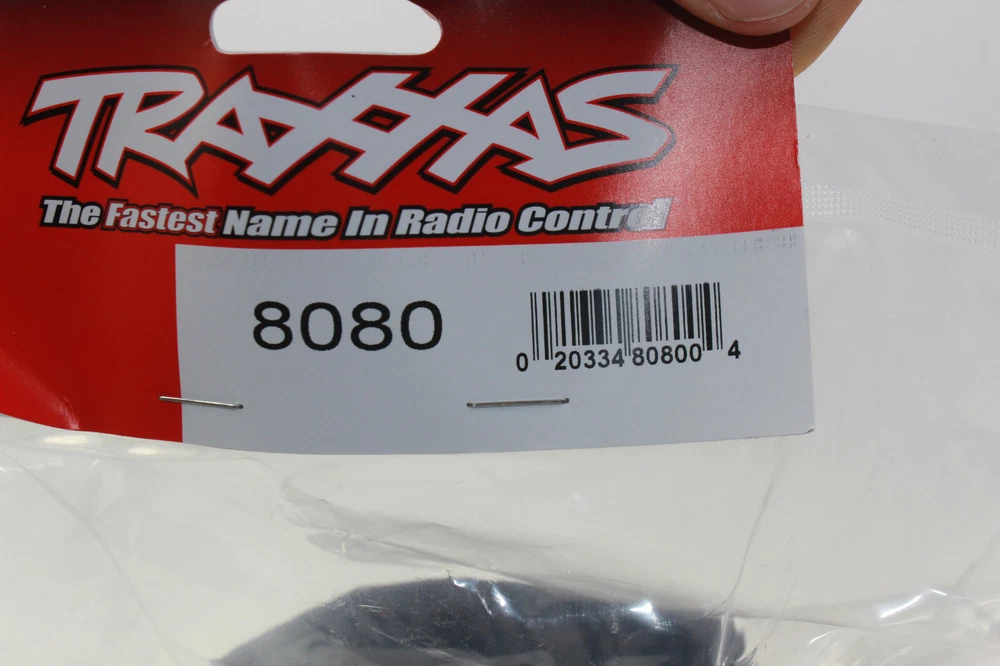 TRAXXAS
The Fastest Name In Radio Control
8080
0 20334 80800 4